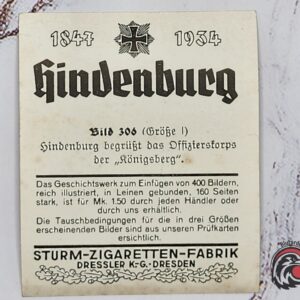 1847 1934
Hindenburg
Bild 306 (Größe I)
Hindenburg begrüßt das Offizierskorps
der „Königsberg".
Das Geschichtswerk zum Einfügen von 400 Bildern,
reich illustriert, in Leinen gebunden, 160 Seiten
stark, ist für Mk. 1.50 durch jeden Händler oder
durch uns erhältlich.
Die Tauschbedingungen für die in drei Größen
erscheinenden Bilder sind aus unseren Prüfkarten
ersichtlich.
STURM-ZIGARETTEN-FABRIK
DRESSLER K.-G.-DRESDEN